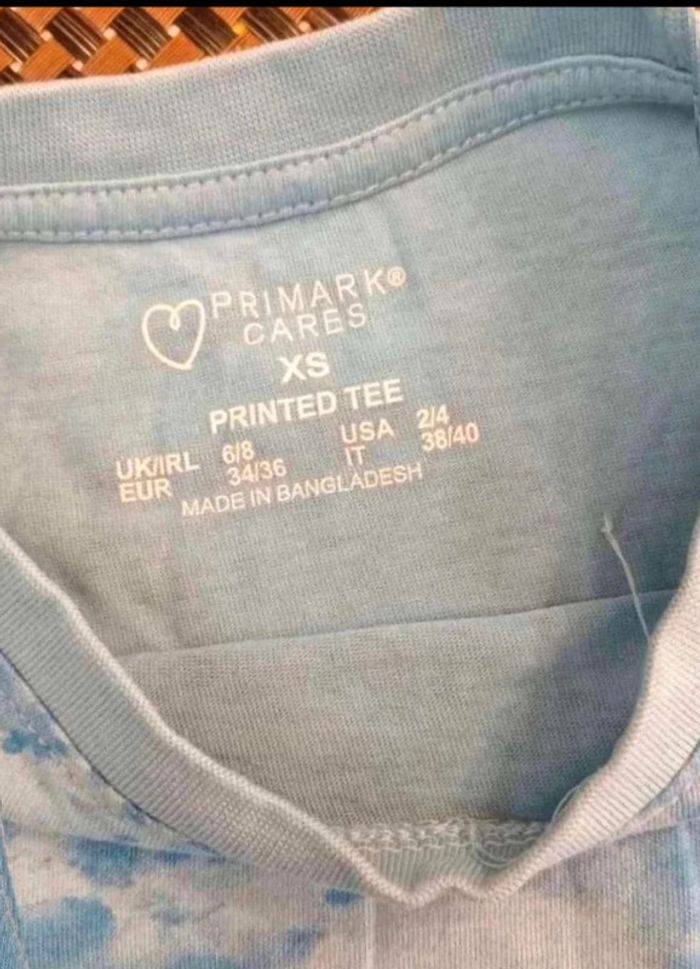 PRIMARK®
CARES
XS
PRINTED TEE
UK/IRL 6/8 USA 2/4
EUR 34/36 IT 38/40
MADE IN BANGLADESH